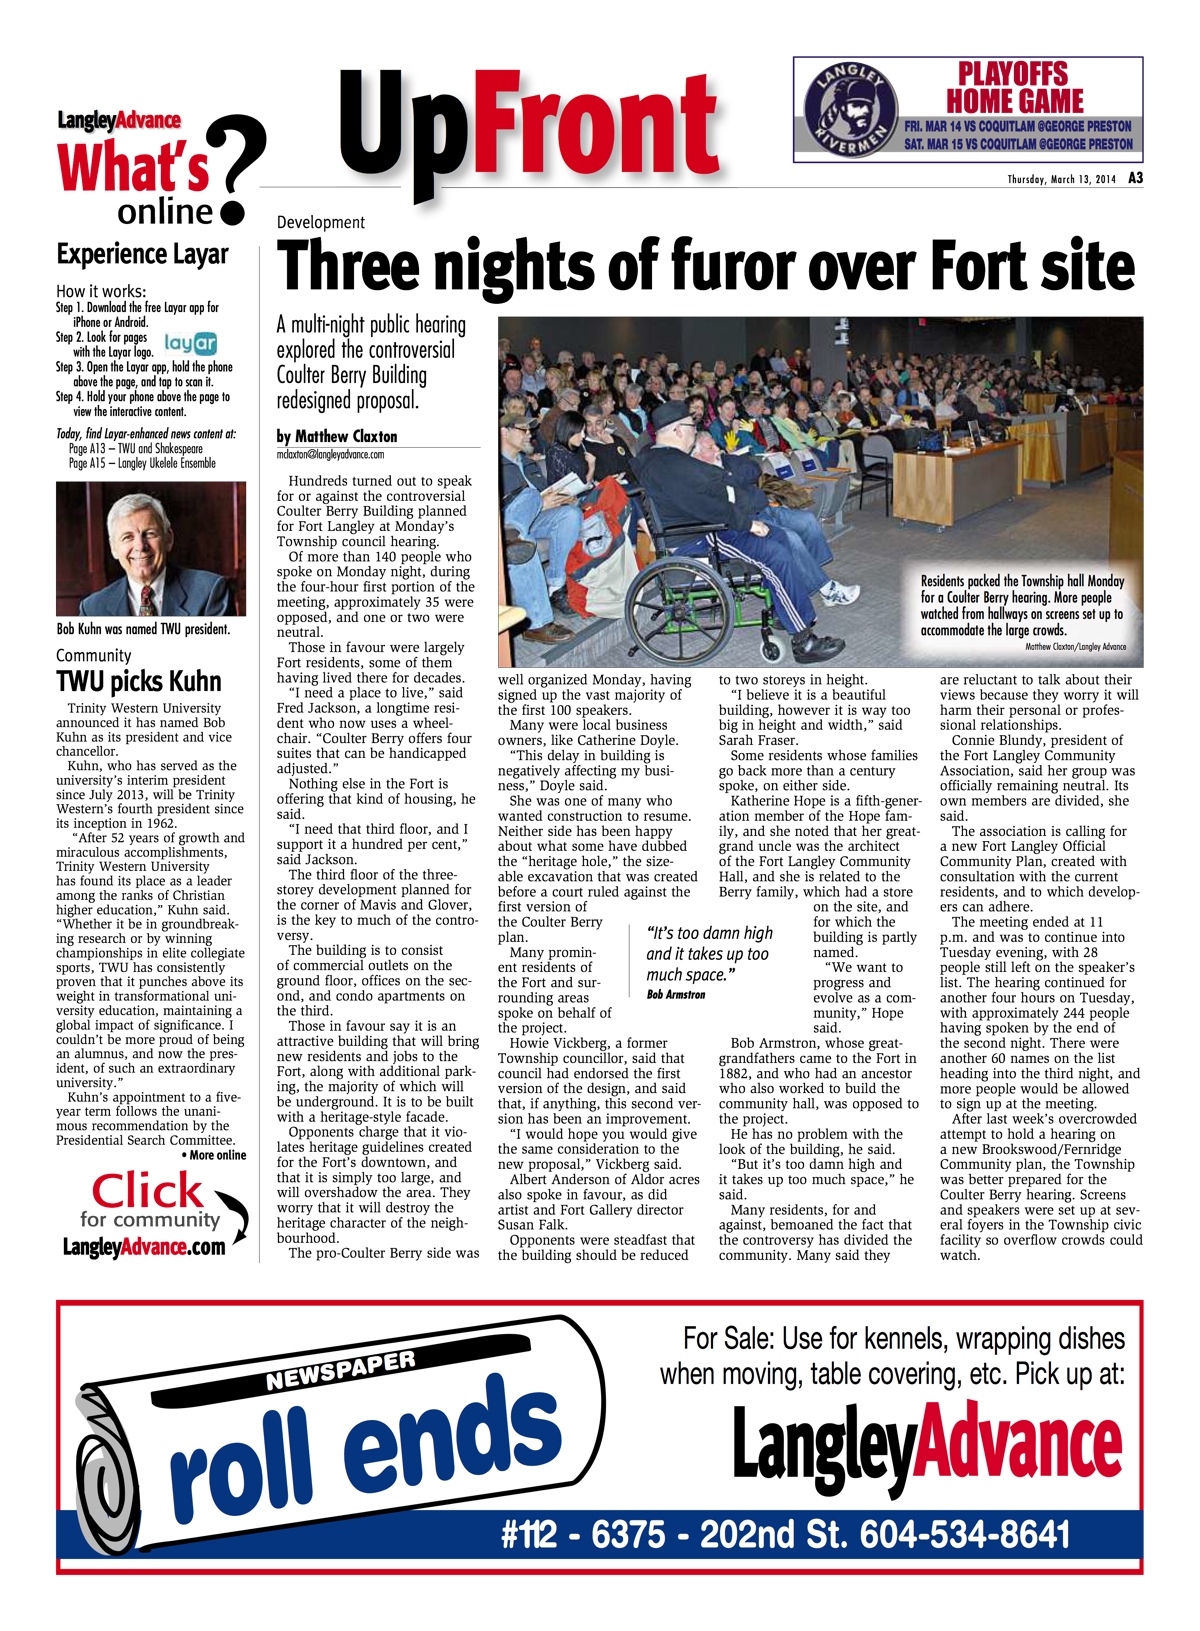 LangleyAdvance
What's
online?
UpFront
LANGLEY
RIVERMEN
PLAYOFFS
HOME GAME
FRI. MAR 14 VS COQUITLAM @GEORGE PRESTON
SAT. MAR 15 VS COQUITLAM @GEORGE PRESTON
Thursday, March 13, 2014 A3
Experience Layar
How it works:
Step 1. Download the free Layar app for
iPhone or Android.
Step 2. Look for pages
with the Layar logo.
layar
Step 3. Open the Layar app, hold the phone
above the page, and tap to scan it.
Step 4. Hold your phone above the page to
view the interactive content.
Today, find Layar-enhanced news content at:
Page A13 – TWU and Shakespeare
Page A15 – Langley Ukelele Ensemble
Bob Kuhn was named TWU president.
Community
TWU picks Kuhn
Trinity Western University
announced it has named Bob
Kuhn as its president and vice
chancellor.
Kuhn, who has served as the
university's interim president
since July 2013, will be Trinity
Western's fourth president since
its inception in 1962.
"After 52 years of growth and
miraculous accomplishments,
Trinity Western University
has found its place as a leader
among the ranks of Christian
higher education," Kuhn said.
"Whether it be in groundbreak-
ing research or by winning
championships in elite collegiate
sports, TWU has consistently
proven that it punches above its
weight in transformational uni-
versity education, maintaining a
global impact of significance. I
couldn't be more proud of being
an alumnus, and now the pres-
ident, of such an extraordinary
university."
Kuhn's appointment to a five-
year term follows the unani-
mous recommendation by the
Presidential Search Committee.
• More online
Click
for community
LangleyAdvance.com
Development
Three nights of furor over Fort site
A multi-night public hearing
explored the controversial
Coulter Berry Building
redesigned proposal.
by Matthew Claxton
mclaxton@langleyadvance.com
Hundreds turned out to speak
for or against the controversial
Coulter Berry Building planned
for Fort Langley at Monday's
Township council hearing.
Of more than 140 people who
spoke on Monday night, during
the four-hour first portion of the
meeting, approximately 35 were
opposed, and one or two were
neutral.
Those in favour were largely
Fort residents, some of them
having lived there for decades.
"I need a place to live," said
Fred Jackson, a longtime resi-
dent who now uses a wheel-
chair. "Coulter Berry offers four
suites that can be handicapped
adjusted."
Nothing else in the Fort is
offering that kind of housing, he
said.
"I need that third floor, and I
support it a hundred per cent,"
said Jackson.
The third floor of the three-
storey development planned for
the corner of Mavis and Glover,
is the key to much of the contro-
versy.
The building is to consist
of commercial outlets on the
ground floor, offices on the sec-
ond, and condo apartments on
the third.
Those in favour say it is an
attractive building that will bring
new residents and jobs to the
Fort, along with additional park-
ing, the majority of which will
be underground. It is to be built
with a heritage-style facade.
Opponents charge that it vio-
lates heritage guidelines created
for the Fort's downtown, and
that it is simply too large, and
will overshadow the area. They
worry that it will destroy the
heritage character of the neigh-
bourhood.
The pro-Coulter Berry side was
Residents packed the Township hall Monday
for a Coulter Berry hearing. More people
watched from hallways on screens set up to
accommodate the large crowds.
Matthew Claxton/Langley Advance
well organized Monday, having
signed up the vast majority of
the first 100 speakers.
Many were local business
owners, like Catherine Doyle.
"This delay in building is
negatively affecting my busi-
ness," Doyle said.
She was one of many who
wanted construction to resume.
Neither side has been happy
about what some have dubbed
the "heritage hole," the size-
able excavation that was created
before a court ruled against the
first version of
the Coulter Berry
plan.
Many promin-
ent residents of
the Fort and sur-
rounding areas
spoke on behalf of
the project.
Howie Vickberg, a former
Township councillor, said that
council had endorsed the first
version of the design, and said
that, if anything, this second ver-
sion has been an improvement.
"I would hope you would give
the same consideration to the
new proposal," Vickberg said.
Albert Anderson of Aldor acres
also spoke in favour, as did
artist and Fort Gallery director
Susan Falk.
Opponents were steadfast that
the building should be reduced
"It's too damn high
and it takes up too
much space."
Bob Armstron
to two storeys in height.
"I believe it is a beautiful
building, however it is way too
big in height and width," said
Sarah Fraser.
Some residents whose families
go back more than a century
spoke, on either side.
Katherine Hope is a fifth-gener-
ation member of the Hope fam-
ily, and she noted that her great-
grand uncle was the architect
of the Fort Langley Community
Hall, and she is related to the
Berry family, which had a store
on the site, and
for which the
building is partly
named.
"We want to
progress and
evolve as a com-
munity," Hope
said.
Bob Armstron, whose great-
grandfathers came to the Fort in
1882, and who had an ancestor
who also worked to build the
community hall, was opposed to
the project.
He has no problem with the
look of the building, he said.
"But it's too damn high and
it takes up too much space," he
said.
Many residents, for and
against, bemoaned the fact that
the controversy has divided the
community. Many said they
are reluctant to talk about their
views because they worry it will
harm their personal or profes-
sional relationships.
Connie Blundy, president of
the Fort Langley Community
Association, said her group was
officially remaining neutral. Its
own members are divided, she
said.
The association is calling for
a new Fort Langley Official
Community Plan, created with
consultation with the current
residents, and to which develop-
ers can adhere.
The meeting ended at 11
p.m. and was to continue into
Tuesday evening, with 28
people still left on the speaker's
list. The hearing continued for
another four hours on Tuesday,
with approximately 244 people
having spoken by the end of
the second night. There were
another 60 names on the list
heading into the third night, and
more people would be allowed
to sign up at the meeting.
After last week's overcrowded
attempt to hold a hearing on
a new Brookswood/Fernridge
Community plan, the Township
was better prepared for the
Coulter Berry hearing. Screens
and speakers were set up at sev-
eral foyers in the Township civic
facility so overflow crowds could
watch.
NEWSPAPER
roll ends
For Sale: Use for kennels, wrapping dishes
when moving, table covering, etc. Pick up at:
LangleyAdvance
#112 - 6375 - 202nd St. 604-534-8641